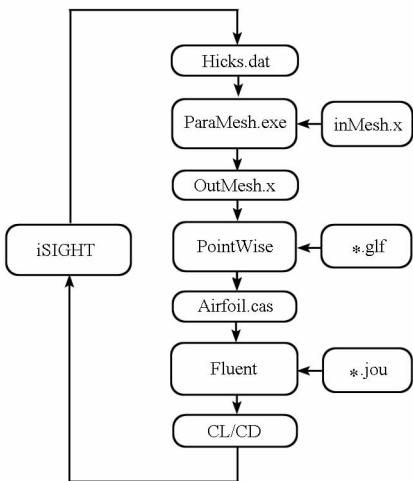 Hicks.dat
ParaMesh.exe
inMesh.x
OutMesh.x
iSIGHT
PointWise
*.glf
Airfoil.cas
Fluent
*.jou
CL/CD